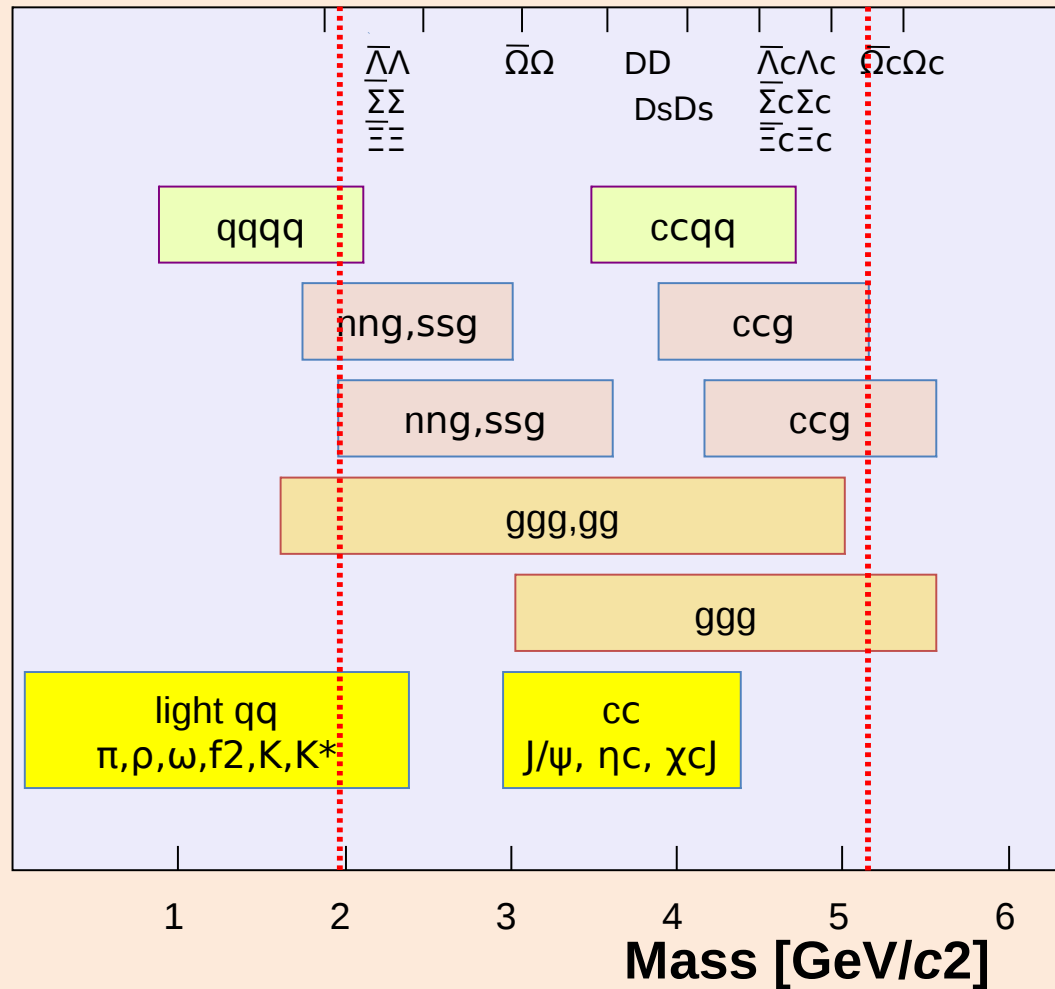 Λ̅Λ Ω̅Ω DD Λ̅cΛc Ω̅cΩc
Σ̅Σ DsDs Σ̅cΣc
Ξ̅Ξ Ξ̅cΞc
qqqq ccqq
nng,ssg ccg
nng,ssg ccg
ggg,gg
ggg
light qq cc
π,ρ,ω,f2,K,K* J/ψ, ηc, χcJ
1 2 3 4 5 6
Mass [GeV/c2]